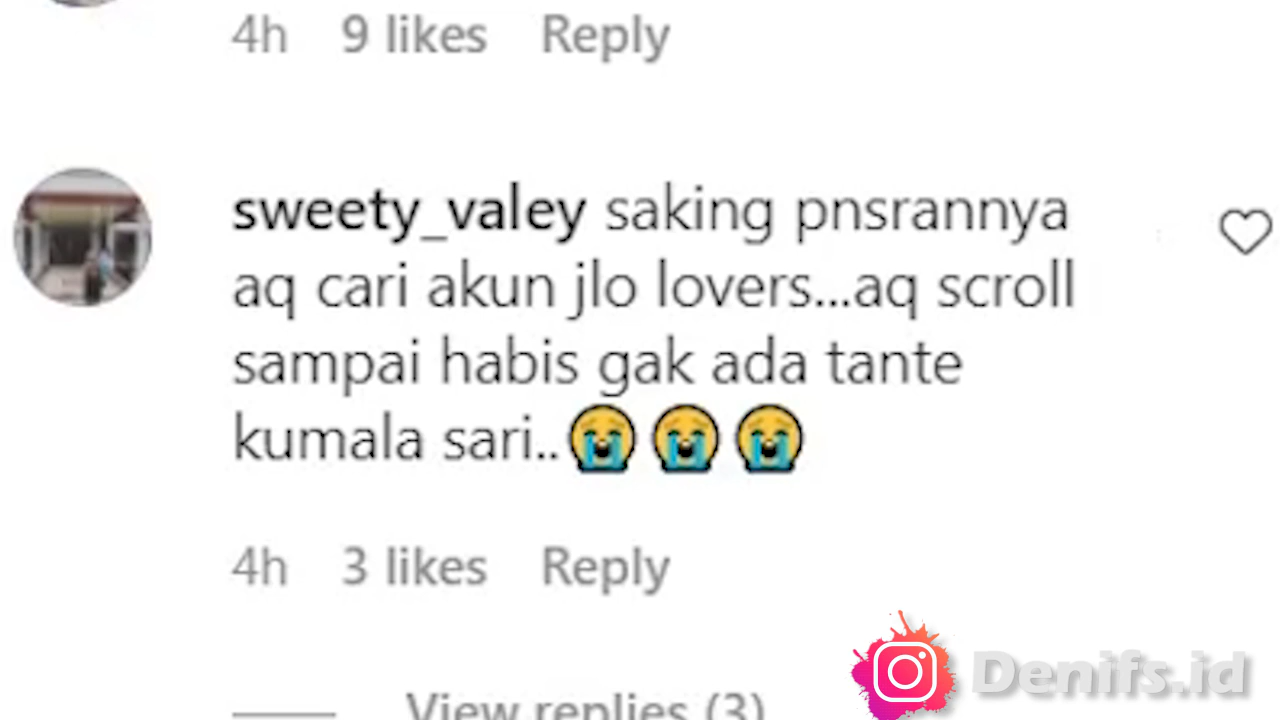 4h 9 likes Reply
sweety_valey saking pnsrannya
aq cari akun jlo lovers...aq scroll
sampai habis gak ada tante
kumala sari..😭😭😭
4h 3 likes Reply
View replies (3)
Denifs.id